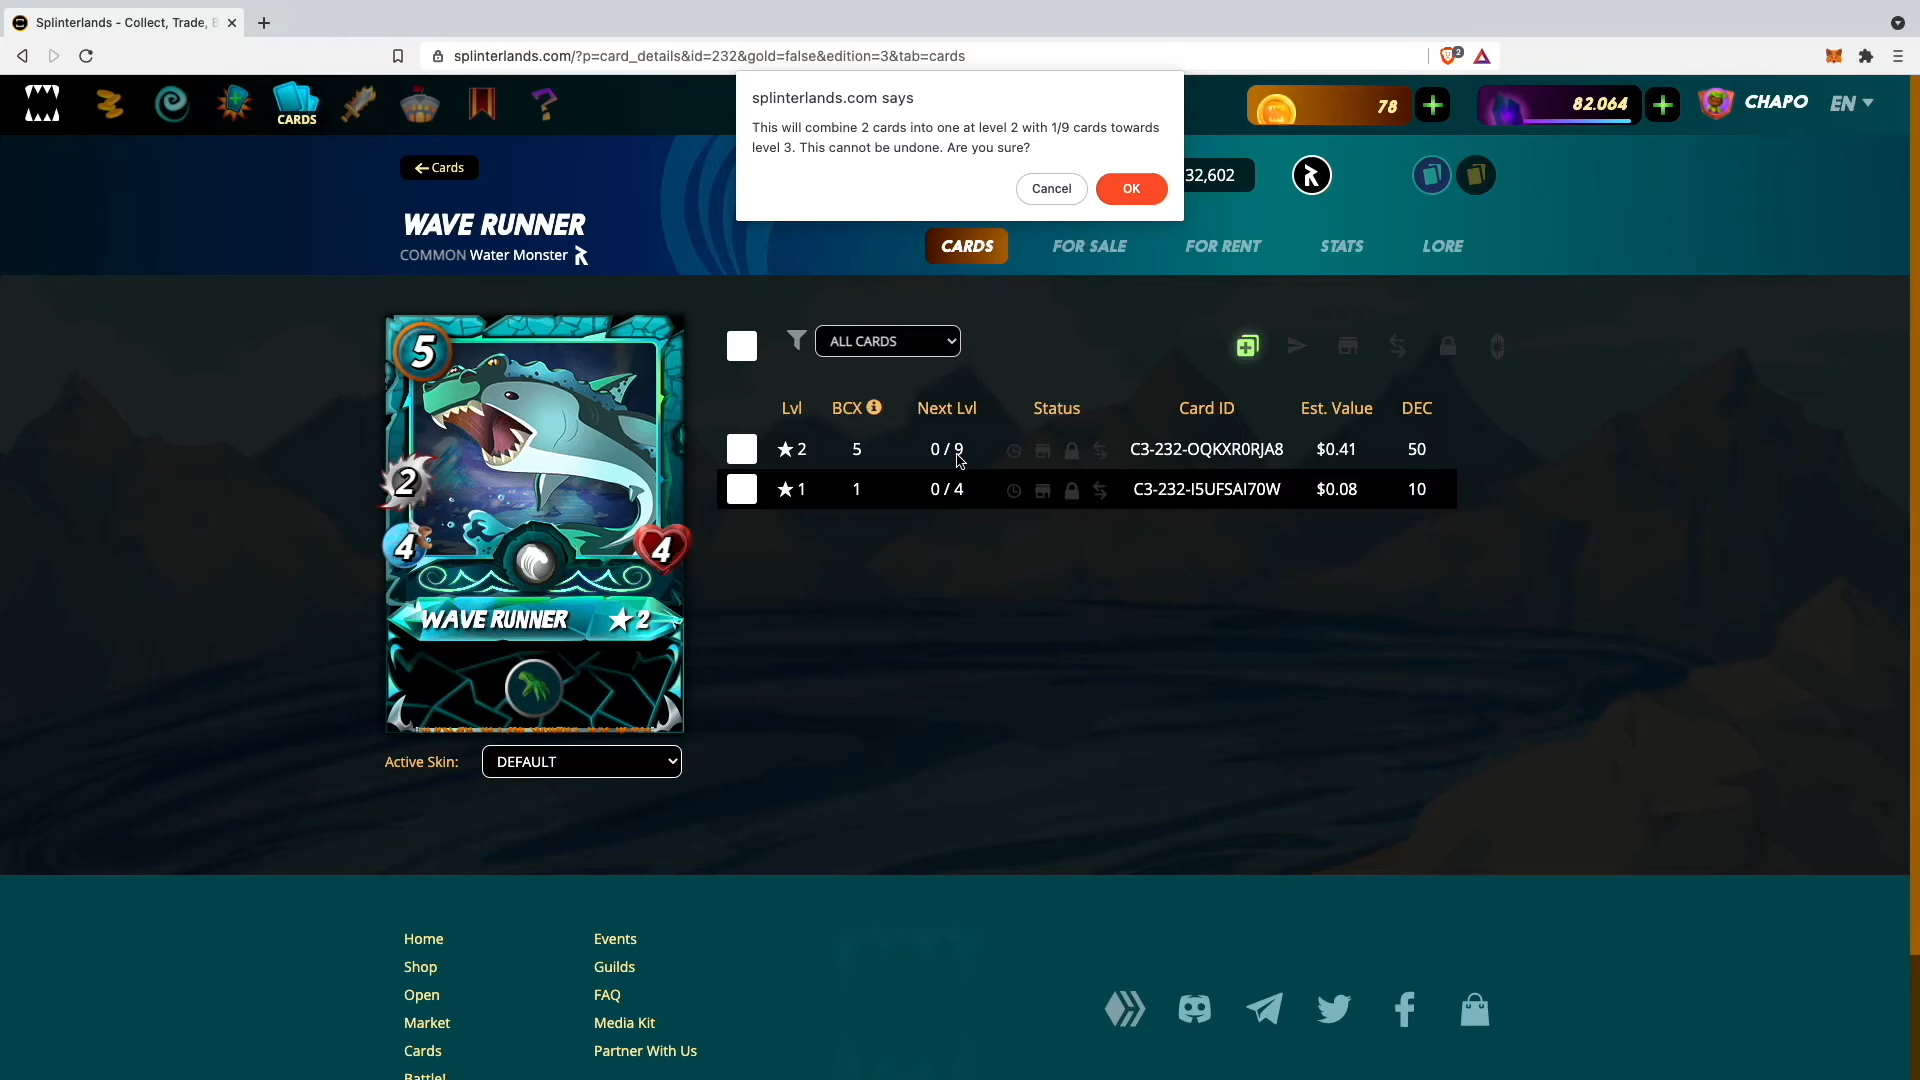 Splinterlands - Collect, Trade, B
splinterlands.com/?p=card_details&id=232&gold=false&edition=3&tab=cards
2
splinterlands.com says
This will combine 2 cards into one at level 2 with 1/9 cards towards
level 3. This cannot be undone. Are you sure?
Cancel
OK
CARDS
78
82.064
CHAPO
EN
Cards
32,602
WAVE RUNNER
COMMON Water Monster
CARDS
FOR SALE
FOR RENT
STATS
LORE
5
2
4
4
WAVE RUNNER
★ 2
Active Skin:
DEFAULT
ALL CARDS
Lvl BCX Next Lvl Status Card ID Est. Value DEC
★ 2 5 0 / 9 C3-232-OQKXR0RJA8 $0.41 50
★ 1 1 0 / 4 C3-232-I5UFSAI70W $0.08 10
Home
Shop
Open
Market
Cards
Battle!
Events
Guilds
FAQ
Media Kit
Partner With Us